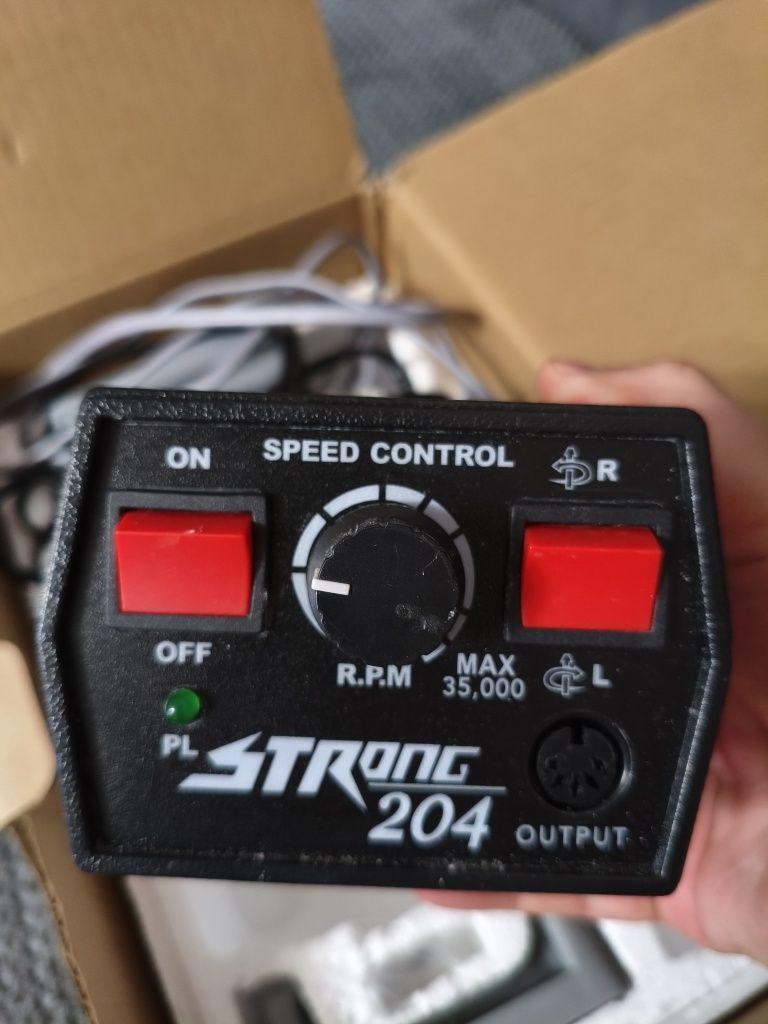 ON
SPEED CONTROL
R
OFF
R.P.M
MAX
35,000
L
PL
STRONG
204
OUTPUT